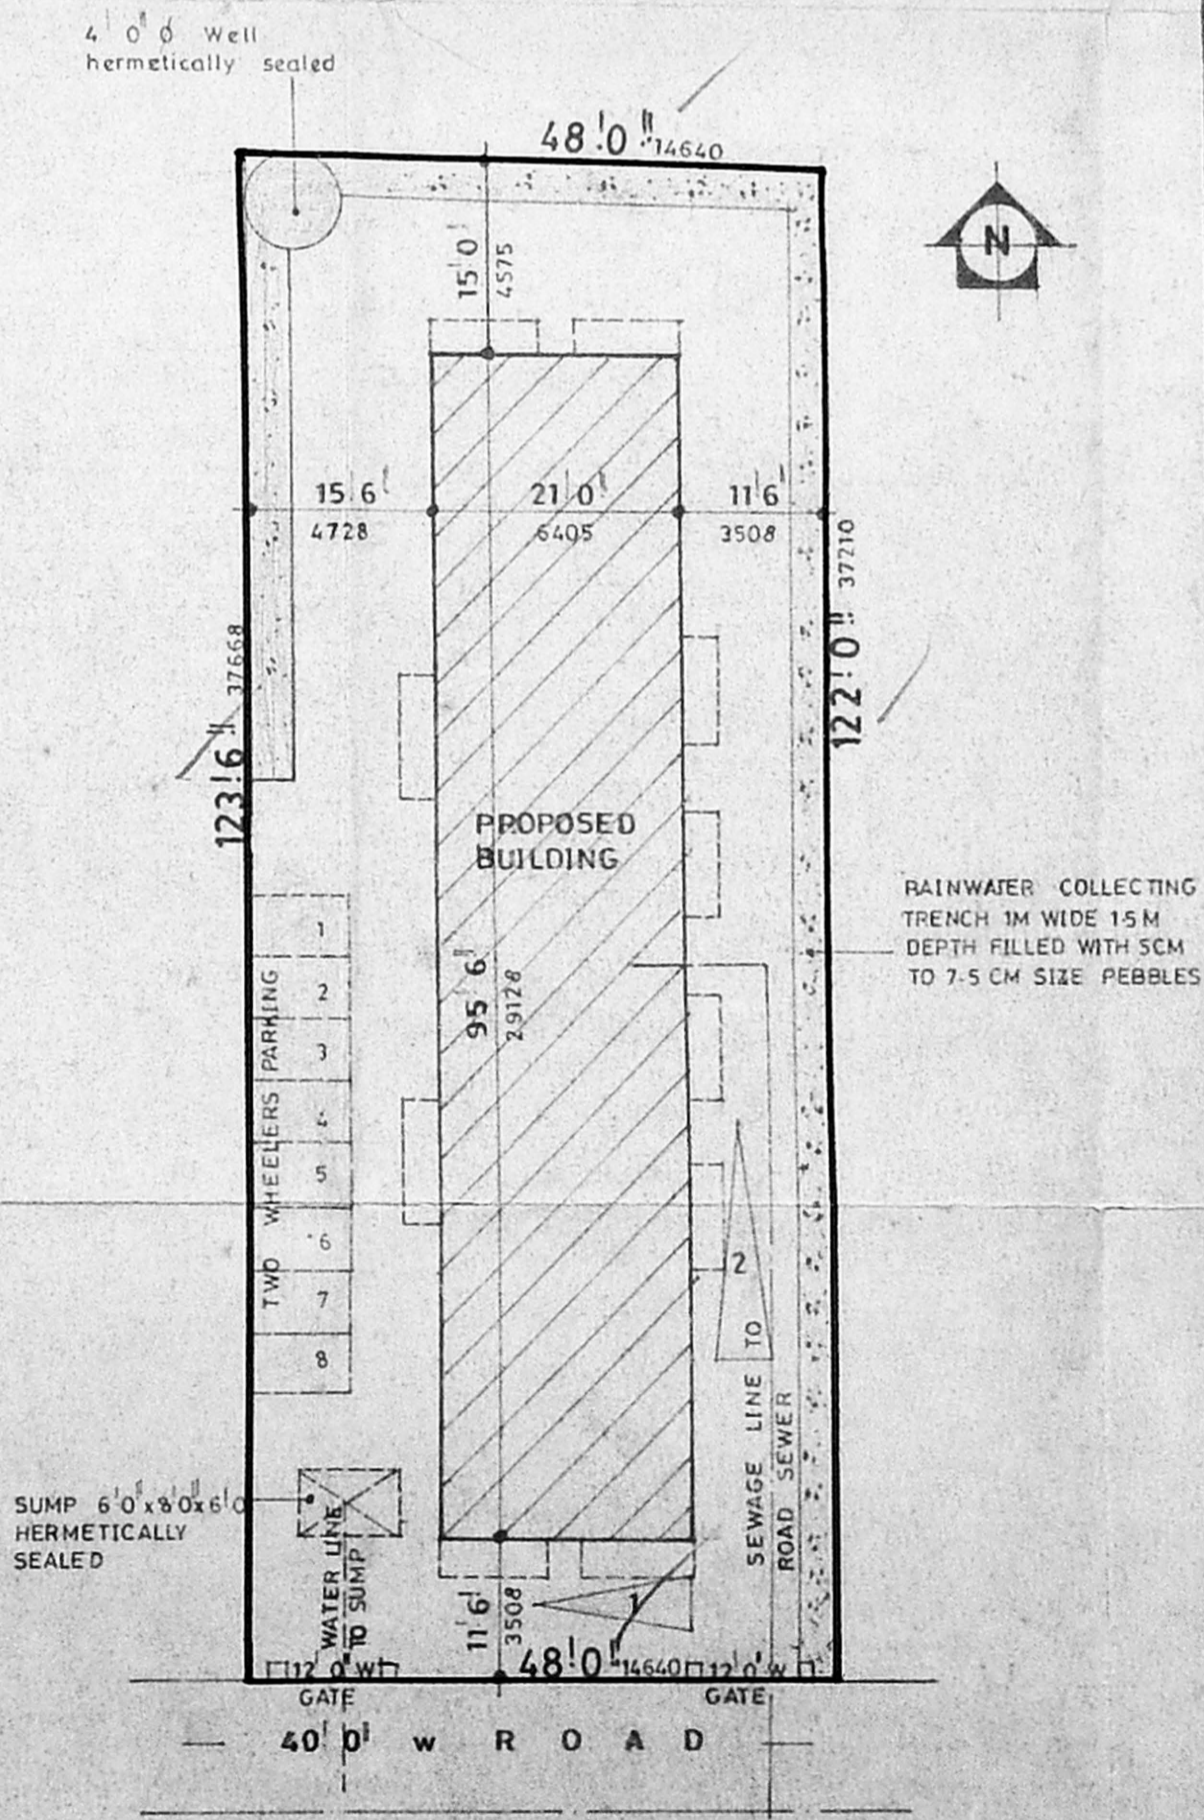 4' 0" Ø Well
hermetically sealed
48'.0" 14640
N
15'0'
4575
15'6'
4728
21'0"
6405
11'6'
3508
37668
123'.6"
37210
122'.0"
PROPOSED
BUILDING
RAINWATER COLLECTING
TRENCH 1M WIDE 1·5M
DEPTH FILLED WITH 5CM
TO 7·5 CM SIZE PEBBLES
95'6"
29128
TWO WHEELERS PARKING
1
2
3
4
5
6
7
8
2
SEWAGE LINE TO
ROAD SEWER
SUMP 6'0"x8'0"x6'0
HERMETICALLY
SEALED
WATER LINE
TO SUMP
11'6'
3508
1
12'0" W
GATE
48'.0" 14640
12'0" W
GATE
40' 0" w ROAD